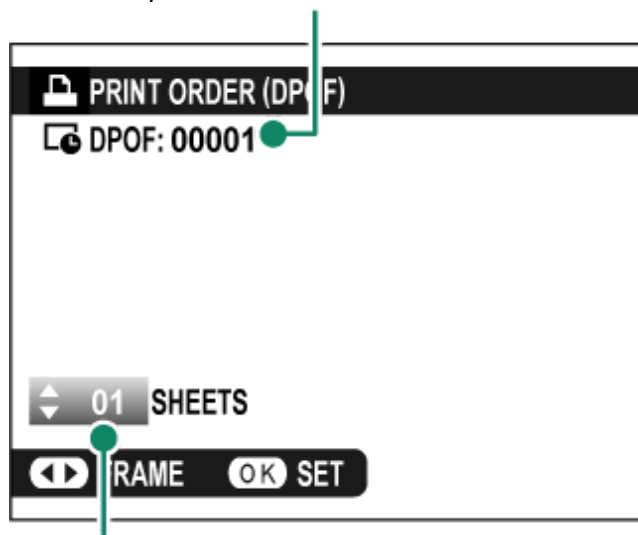 PRINT ORDER (DPOF)
DPOF: 00001
01 SHEETS
FRAME OK SET